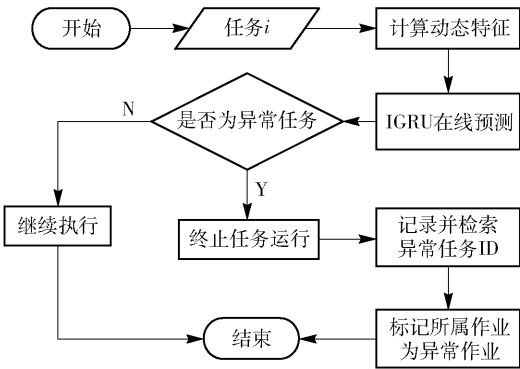 开始
任务i
计算动态特征
N
是否为异常任务
IGRU在线预测
Y
继续执行
终止任务运行
记录并检索
异常任务ID
结束
标记所属作业
为异常作业